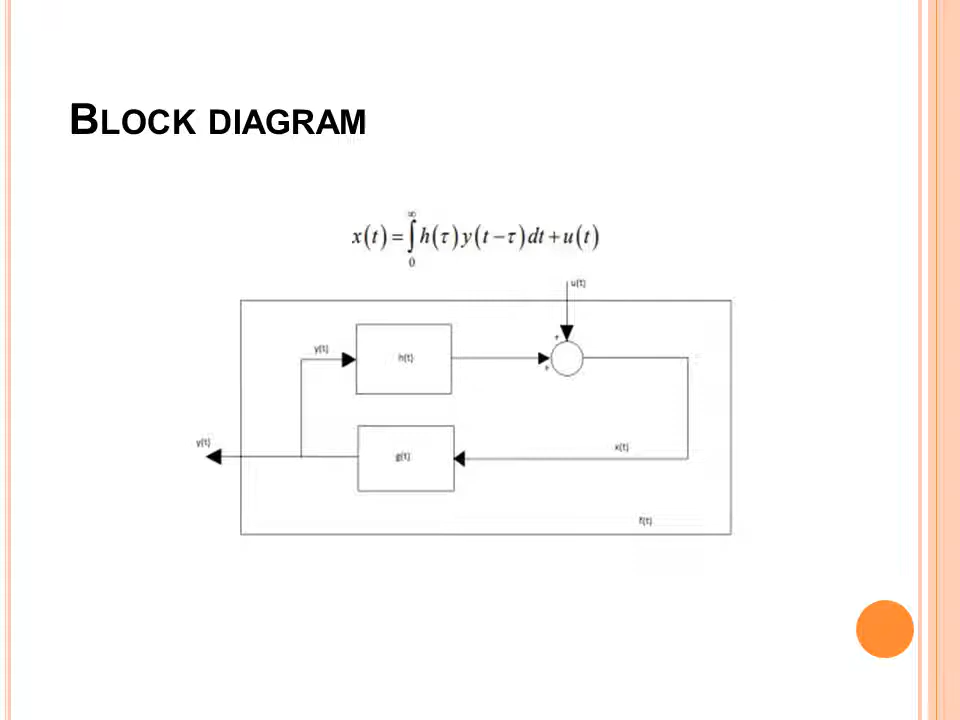 BLOCK DIAGRAM
x(t)=∫₀^∞ h(τ)y(t−τ)dt+u(t)
u(t)
+
y(t)
h(t)
+
y(t)
g(t)
x(t)
f(t)